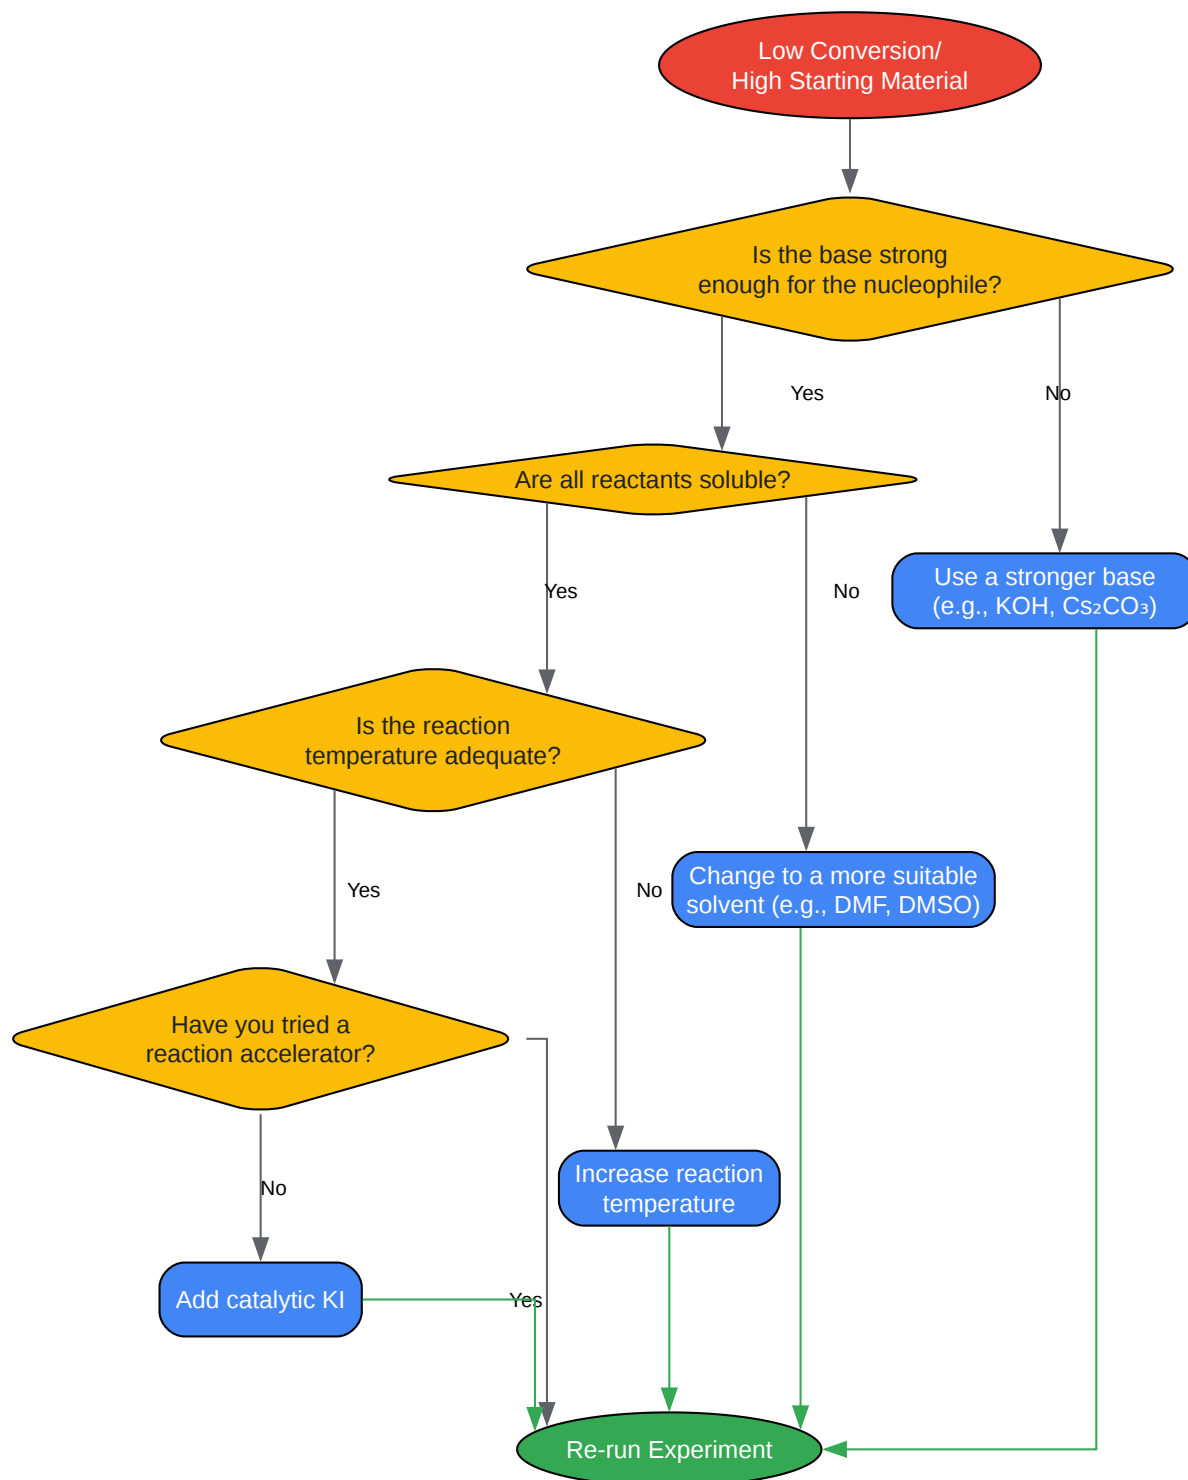 Low Conversion/
High Starting Material
Is the base strong
enough for the nucleophile?
Yes
No
Are all reactants soluble?
Yes
No
Use a stronger base
(e.g., KOH, Cs₂CO₃)
Is the reaction
temperature adequate?
Yes
No
Change to a more suitable
solvent (e.g., DMF, DMSO)
Have you tried a
reaction accelerator?
No
Increase reaction
temperature
Add catalytic KI
Yes
Re-run Experiment